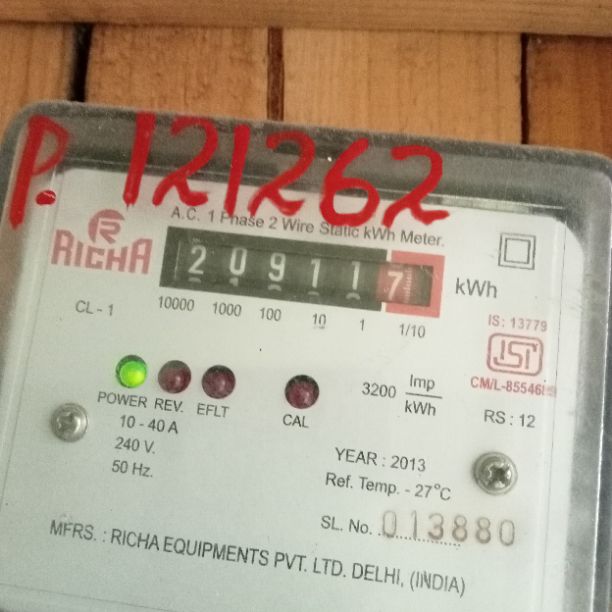 P. 121262
A.C. 1 Phase 2 Wire Static kWh Meter.
R
RICHA
2 0 9 1 1 7
kWh
CL - 1
10000 1000 100 10 1 1/10
IS : 13779
ISI
POWER REV. EFLT
CAL
3200 Imp
kWh
RS : 12
10 - 40 A
240 V.
50 Hz.
YEAR : 2013
Ref. Temp. - 27°C
SL. No. 013880
MFRS. : RICHA EQUIPMENTS PVT. LTD. DELHI, (INDIA)